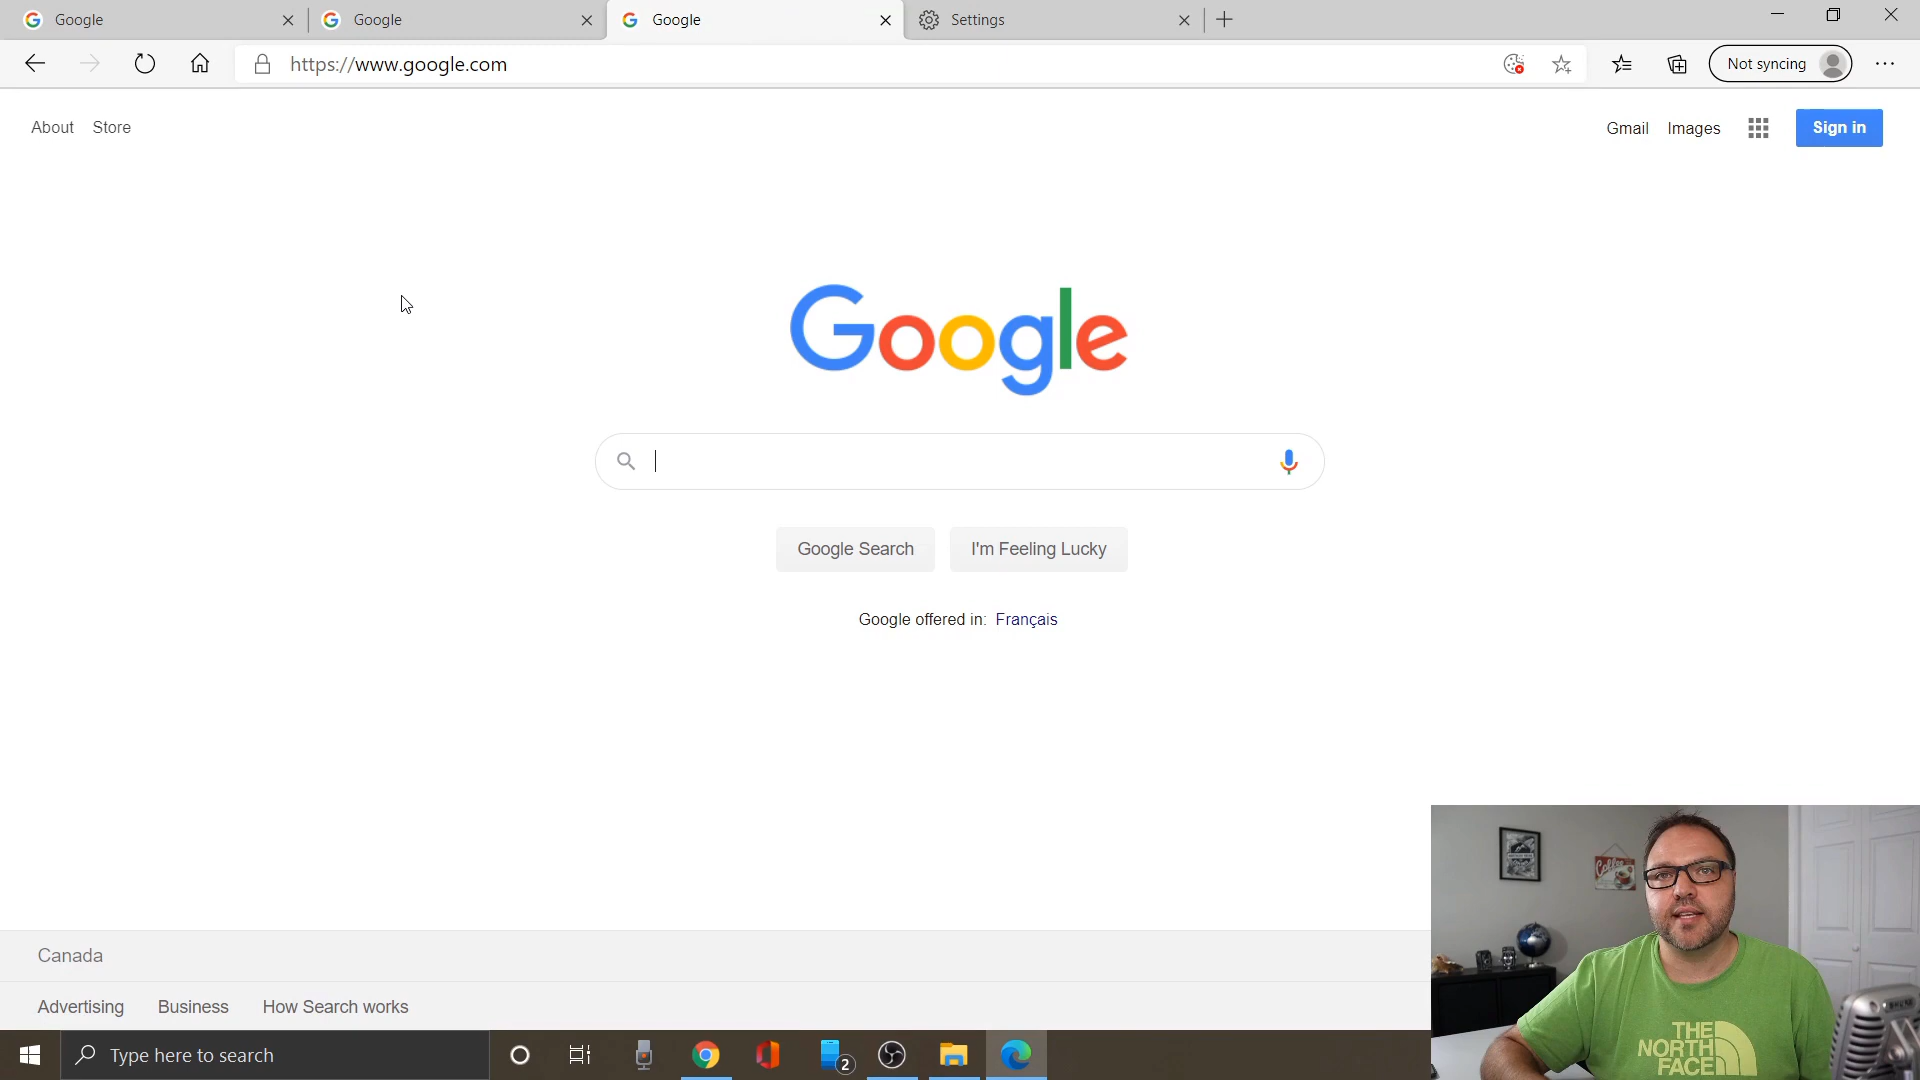 Google
Google
Google
Settings
https://www.google.com
Not syncing
About
Store
Gmail
Images
Sign in
Google
Google Search
I'm Feeling Lucky
Google offered in: Français
Canada
Advertising
Business
How Search works
Type here to search
2
Coffee
THE
NORTH
FACE